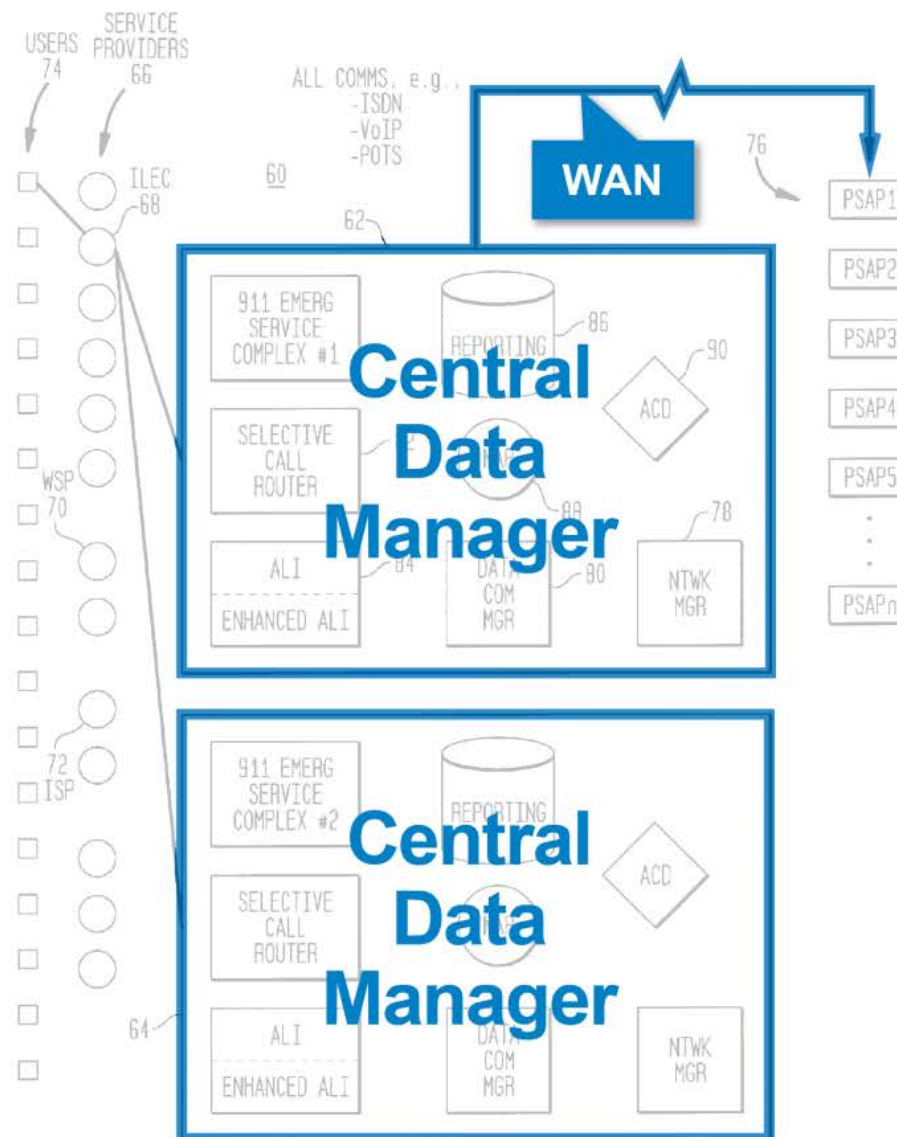 USERS
74
SERVICE
PROVIDERS
66
ALL COMMS, e.g.,
-ISDN
-VoIP
-POTS
60
WAN
76
ILEC
-68
62
PSAP1
PSAP2
PSAP3
PSAP4
PSAP5
PSAPn
911 EMERG
SERVICE
COMPLEX #1
REPORTING
86
90
ACD
Central
Data
Manager
SELECTIVE
CALL
ROUTER
88
78
ALI
84
ENHANCED ALI
DATA
COM
MGR
80
NTWK
MGR
WSP
70
72
ISP
911 EMERG
SERVICE
COMPLEX #2
REPORTING
ACD
Central
Data
Manager
SELECTIVE
CALL
ROUTER
64
ALI
ENHANCED ALI
DATA
COM
MGR
NTWK
MGR